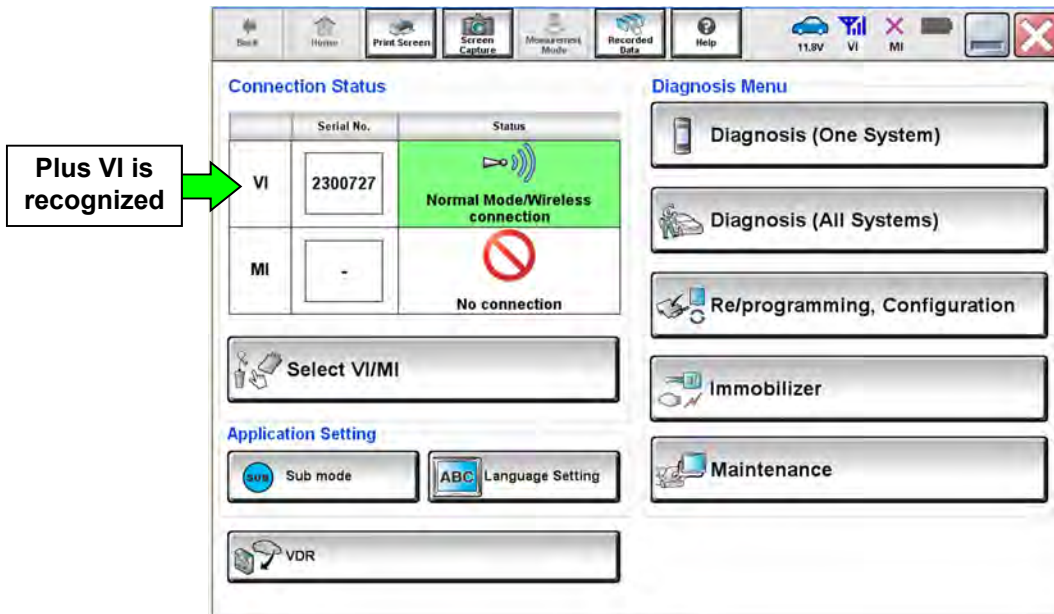 Back
Home
Print Screen
Screen Capture
Measurement Mode
Recorded Data
Help
11.8V
VI
MI
Connection Status
Diagnosis Menu
Serial No.
Status
Plus VI is
recognized
VI
2300727
Normal Mode/Wireless
connection
MI
-
No connection
Select VI/MI
Application Setting
SUB
Sub mode
ABC
Language Setting
VDR
Diagnosis (One System)
Diagnosis (All Systems)
Re/programming, Configuration
Immobilizer
Maintenance